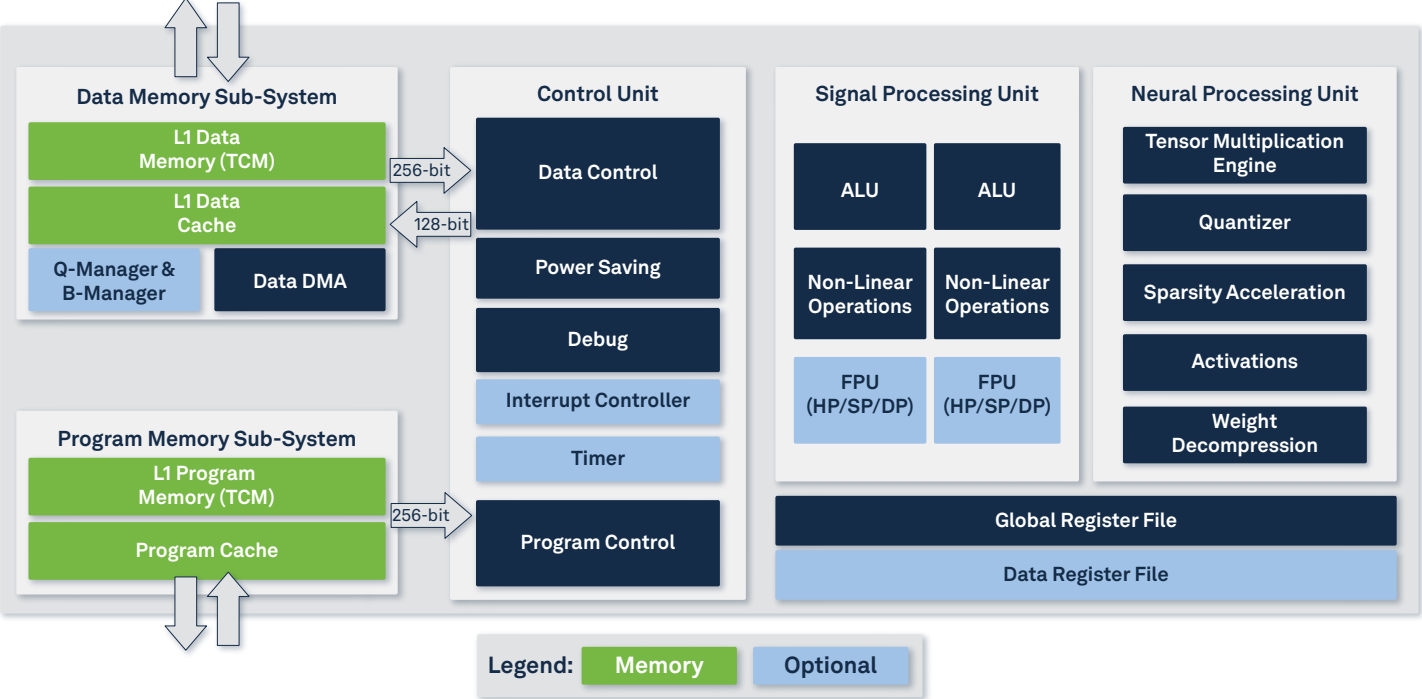 Data Memory Sub-System
L1 Data
Memory (TCM)
L1 Data
Cache
Q-Manager &
B-Manager
Data DMA
256-bit
128-bit
Program Memory Sub-System
L1 Program
Memory (TCM)
Program Cache
256-bit
Control Unit
Data Control
Power Saving
Debug
Interrupt Controller
Timer
Program Control
Signal Processing Unit
ALU
ALU
Non-Linear
Operations
Non-Linear
Operations
FPU
(HP/SP/DP)
FPU
(HP/SP/DP)
Neural Processing Unit
Tensor Multiplication
Engine
Quantizer
Sparsity Acceleration
Activations
Weight
Decompression
Global Register File
Data Register File
Legend:
Memory
Optional